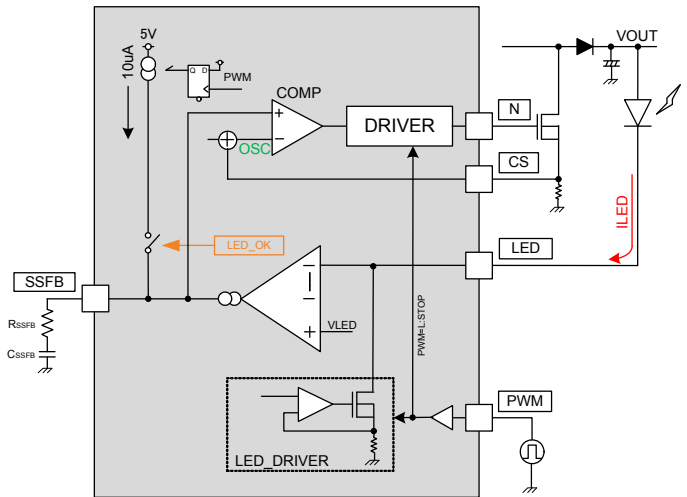 5V
VOUT
10uA
Q D
PWM
COMP
N
DRIVER
OSC
CS
ILED
LED_OK
LED
SSFB
RSSFB
VLED
CSSFB
PWM=L:STOP
PWM
LED_DRIVER